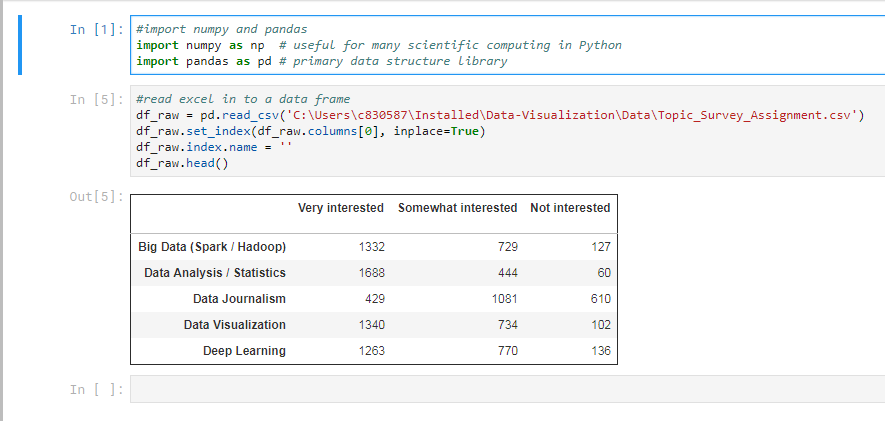 In [1]: #import numpy and pandas
import numpy as np  # useful for many scientific computing in Python
import pandas as pd # primary data structure library
In [5]: #read excel in to a data frame
df_raw = pd.read_csv('C:\Users\c830587\Installed\Data-Visualization\Data\Topic_Survey_Assignment.csv')
df_raw.set_index(df_raw.columns[0], inplace=True)
df_raw.index.name = ''
df_raw.head()
Out[5]:
Very interested Somewhat interested Not interested
Big Data (Spark / Hadoop) 1332 729 127
Data Analysis / Statistics 1688 444 60
Data Journalism 429 1081 610
Data Visualization 1340 734 102
Deep Learning 1263 770 136
In [ ]: